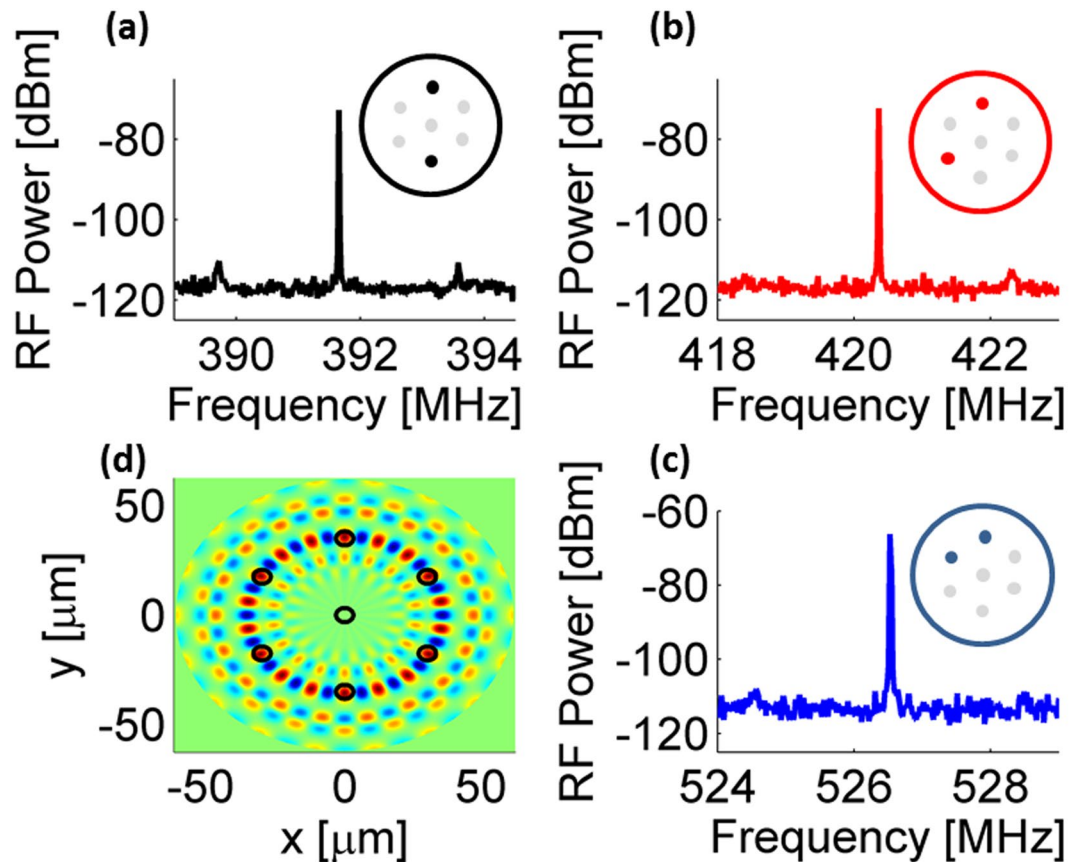 (a)
RF Power [dBm]
-80
-100
-120
390 392 394
Frequency [MHz]
(b)
RF Power [dBm]
-80
-100
-120
418 420 422
Frequency [MHz]
(d)
y [μm]
50
0
-50
-50 0 50
x [μm]
(c)
RF Power [dBm]
-60
-80
-100
-120
524 526 528
Frequency [MHz]